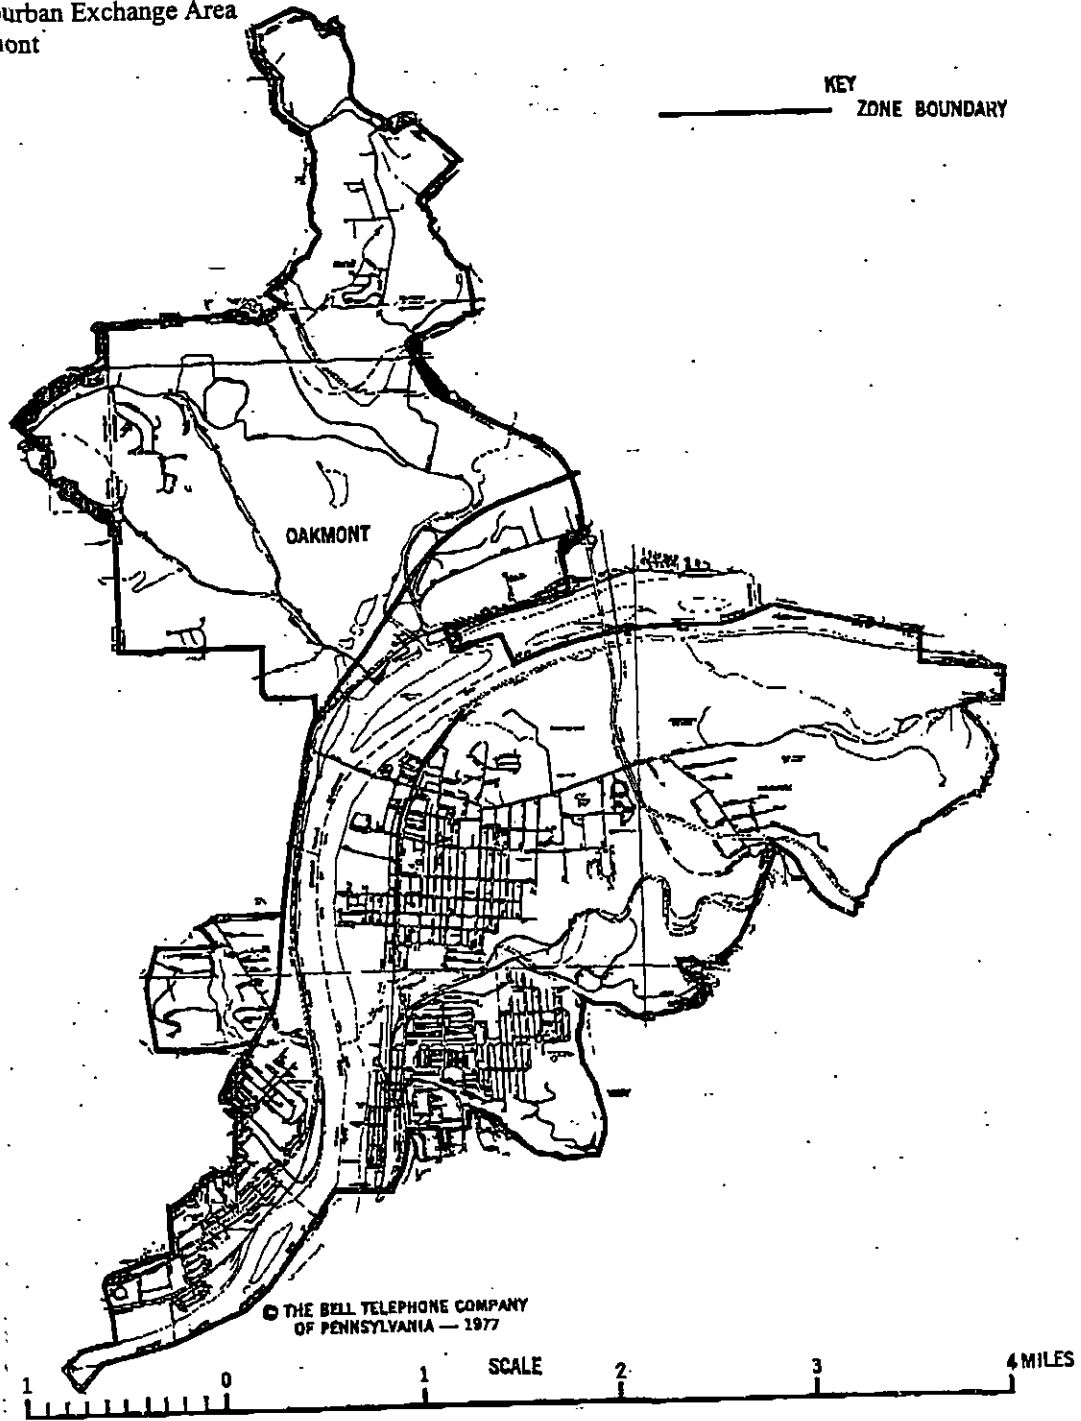 urban Exchange Area
ont
KEY
ZONE BOUNDARY
OAKMONT
© THE BELL TELEPHONE COMPANY
OF PENNSYLVANIA — 1977
SCALE
1 0 1 2 3 4 MILES